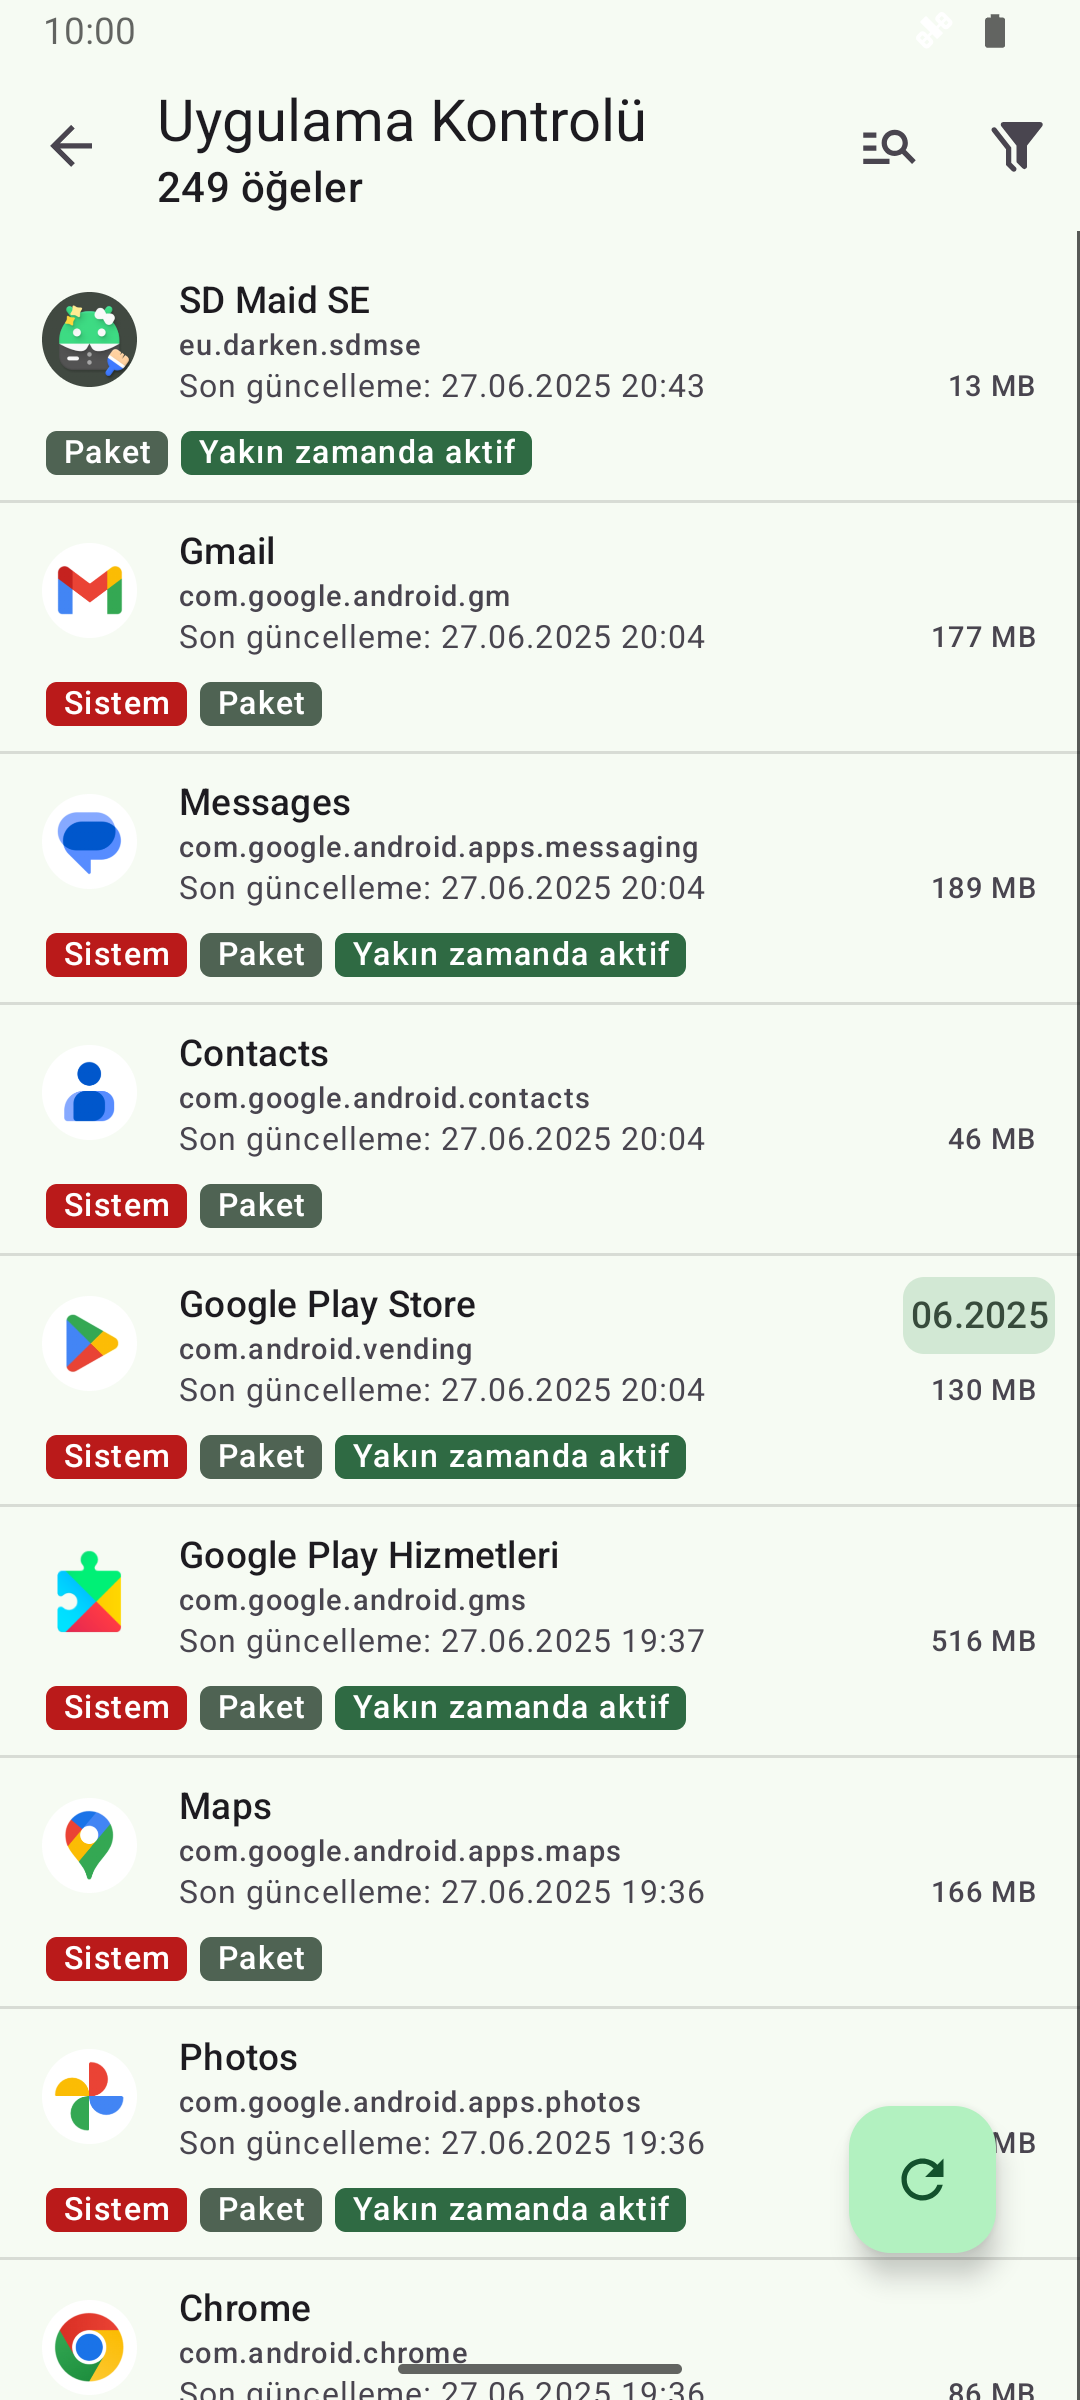 10:00
Uygulama Kontrolü
249 öğeler
SD Maid SE
eu.darken.sdmse
Son güncelleme: 27.06.2025 20:43
13 MB
Paket
Yakın zamanda aktif
Gmail
com.google.android.gm
Son güncelleme: 27.06.2025 20:04
177 MB
Sistem
Paket
Messages
com.google.android.apps.messaging
Son güncelleme: 27.06.2025 20:04
189 MB
Sistem
Paket
Yakın zamanda aktif
Contacts
com.google.android.contacts
Son güncelleme: 27.06.2025 20:04
46 MB
Sistem
Paket
Google Play Store
06.2025
com.android.vending
Son güncelleme: 27.06.2025 20:04
130 MB
Sistem
Paket
Yakın zamanda aktif
Google Play Hizmetleri
com.google.android.gms
Son güncelleme: 27.06.2025 19:37
516 MB
Sistem
Paket
Yakın zamanda aktif
Maps
com.google.android.apps.maps
Son güncelleme: 27.06.2025 19:36
166 MB
Sistem
Paket
Photos
com.google.android.apps.photos
Son güncelleme: 27.06.2025 19:36
MB
Sistem
Paket
Yakın zamanda aktif
Chrome
com.android.chrome
Son güncelleme: 27.06.2025 19:36
86 MB